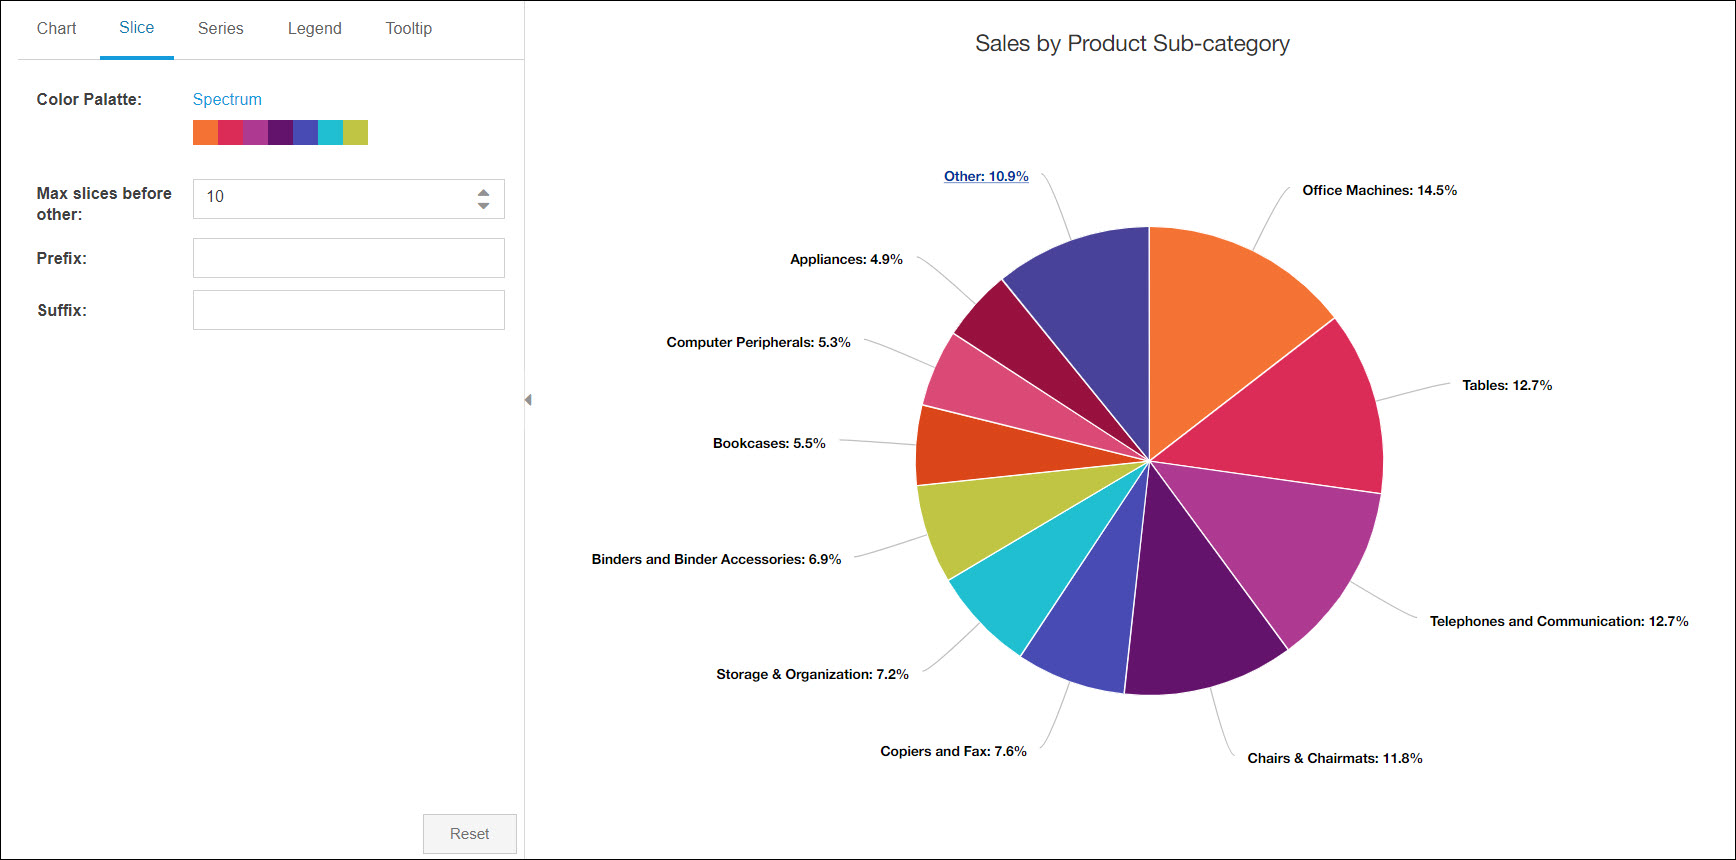 Chart Slice Series Legend Tooltip
Color Palatte: Spectrum
Max slices before
other:
10
Prefix:
Suffix:
Reset
Sales by Product Sub-category
Other: 10.9%
Office Machines: 14.5%
Appliances: 4.9%
Computer Peripherals: 5.3%
Tables: 12.7%
Bookcases: 5.5%
Binders and Binder Accessories: 6.9%
Telephones and Communication: 12.7%
Storage & Organization: 7.2%
Copiers and Fax: 7.6%
Chairs & Chairmats: 11.8%